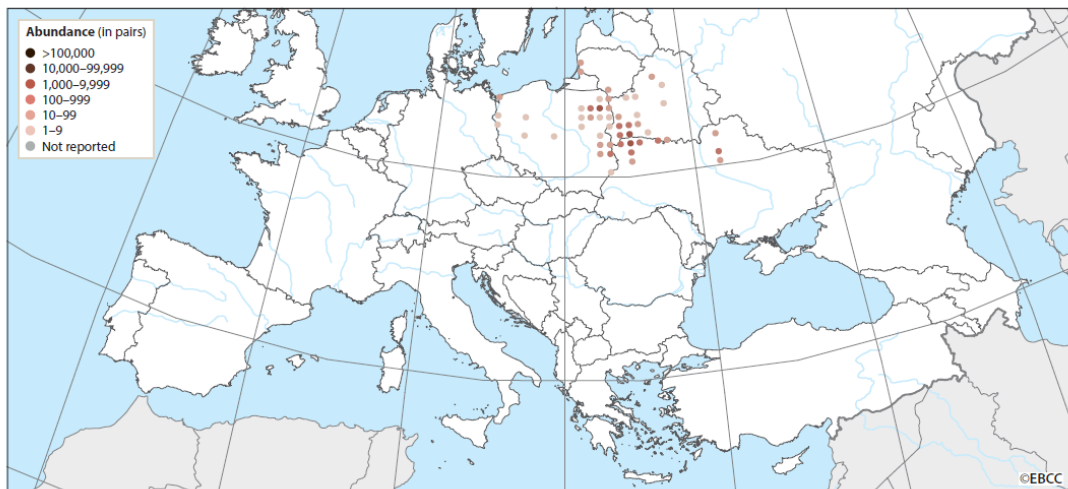 Abundance (in pairs)
>100,000
10,000–99,999
1,000–9,999
100–999
10–99
1–9
Not reported
©EBCC